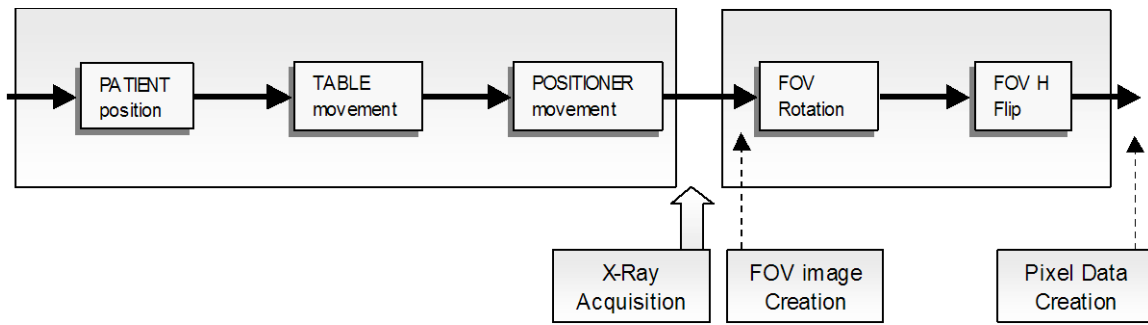 PATIENT
position
TABLE
movement
POSITIONER
movement
FOV
Rotation
FOV H
Flip
X-Ray
Acquisition
FOV image
Creation
Pixel Data
Creation